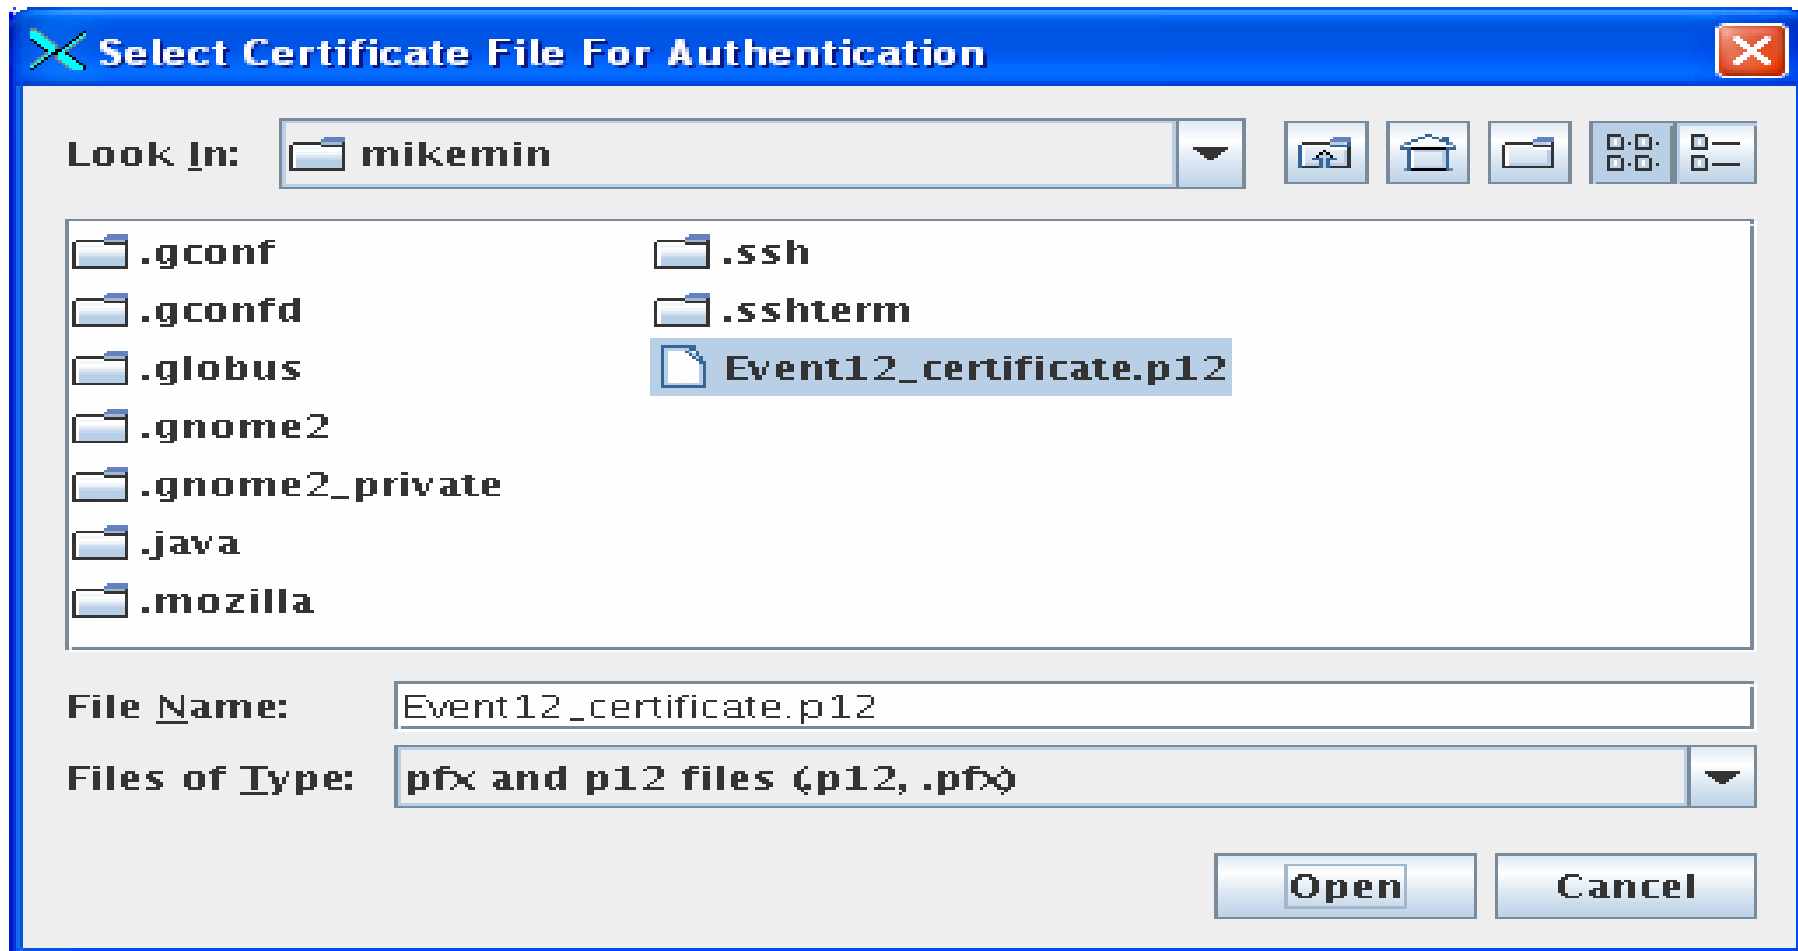 Select Certificate File For Authentication
Look In: mikemin
.gconf
.gconfd
.globus
.gnome2
.gnome2_private
.java
.mozilla
.ssh
.sshterm
Event12_certificate.p12
File Name: Event12_certificate.p12
Files of Type: pfx and p12 files (.p12, .pfx)
Open Cancel